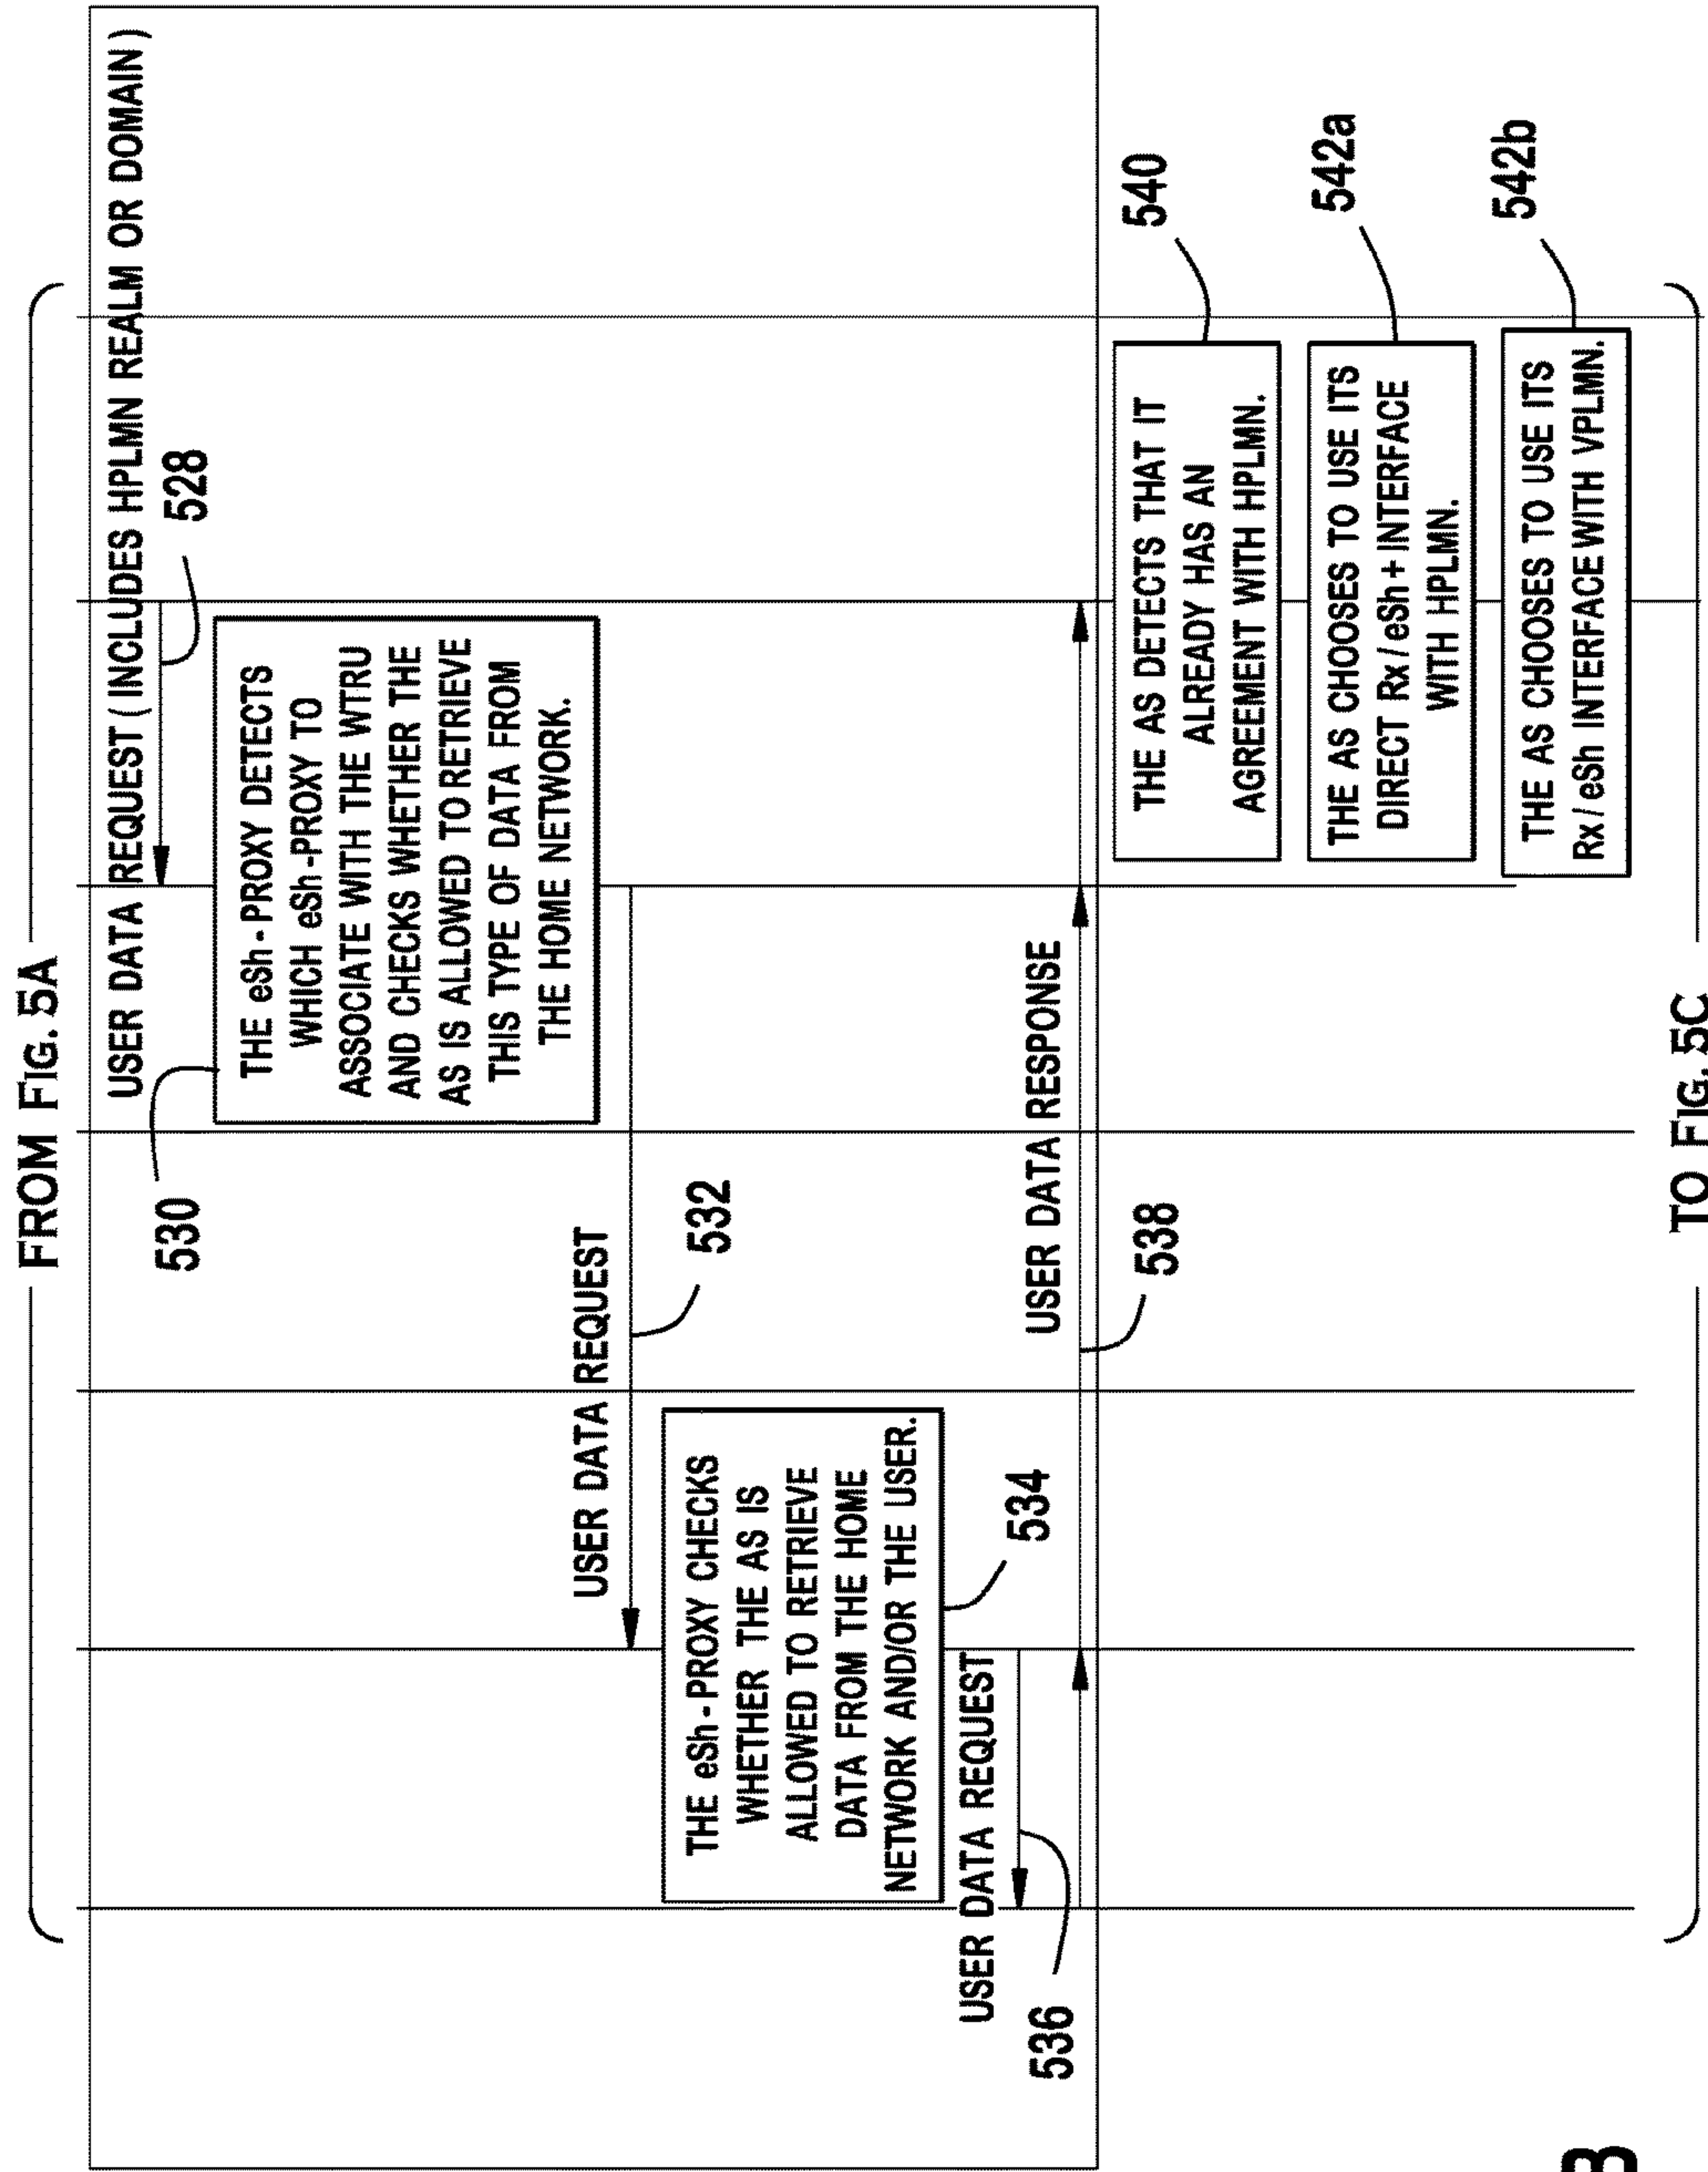 FROM FIG. 5A
USER DATA REQUEST (INCLUDES HPLMN REALM OR DOMAIN)
528
530
THE eSh-PROXY DETECTS
WHICH eSh-PROXY TO
ASSOCIATE WITH THE WTRU
AND CHECKS WHETHER THE
AS IS ALLOWED TO RETRIEVE
THIS TYPE OF DATA FROM
THE HOME NETWORK.
USER DATA REQUEST
532
THE eSh-PROXY CHECKS
WHETHER THE AS IS
ALLOWED TO RETRIEVE
DATA FROM THE HOME
NETWORK AND/OR THE USER.
534
USER DATA REQUEST
536
USER DATA RESPONSE
538
THE AS DETECTS THAT IT
ALREADY HAS AN
AGREEMENT WITH HPLMN.
540
THE AS CHOOSES TO USE ITS
DIRECT Rx/eSh+INTERFACE
WITH HPLMN.
542a
THE AS CHOOSES TO USE ITS
Rx/eSh INTERFACE WITH VPLMN.
542b
TO FIG. 5C